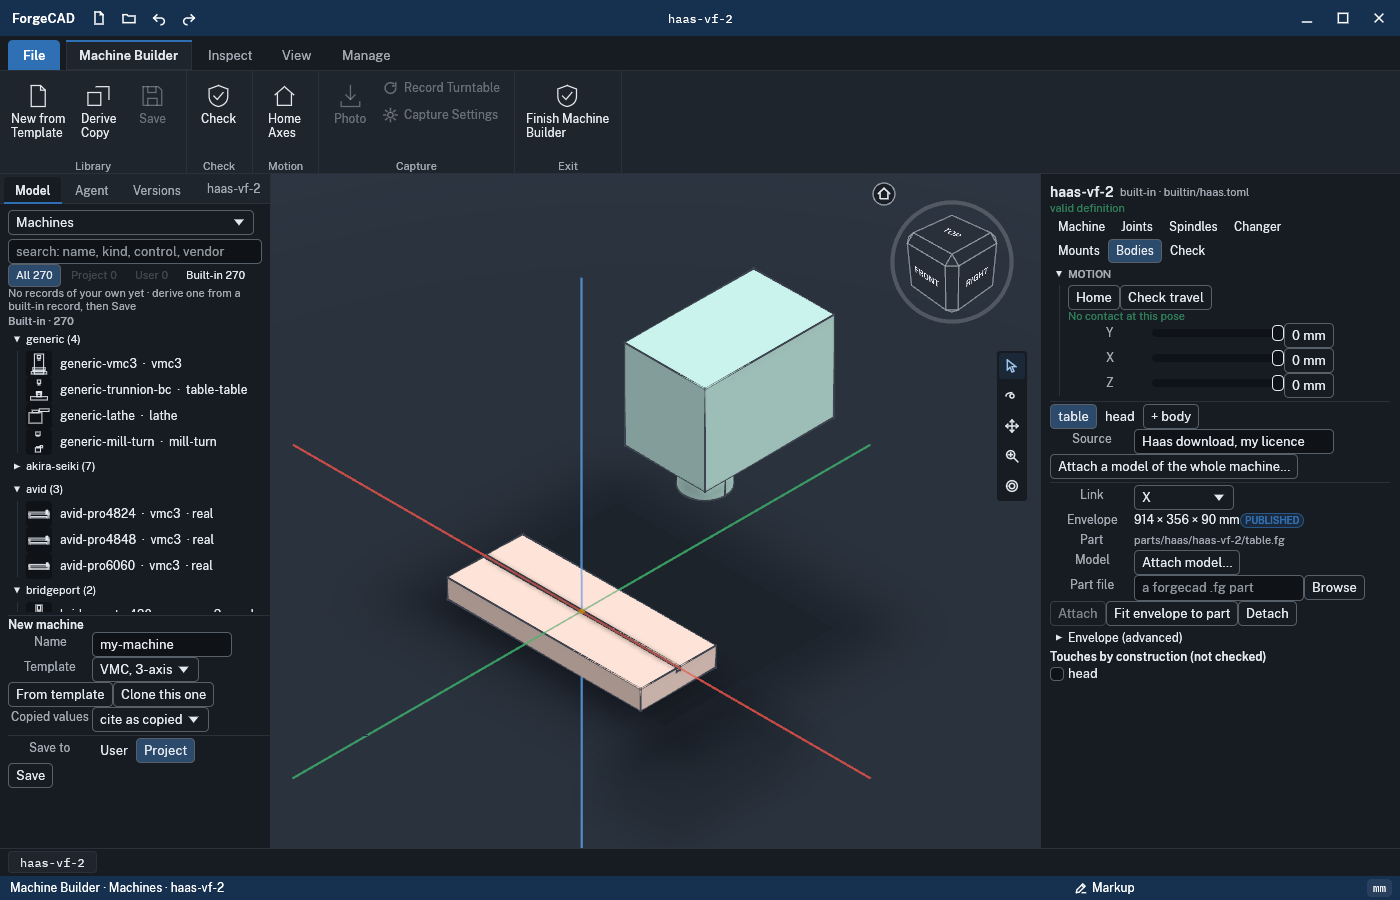 ForgeCAD
haas-vf-2
File
Machine Builder
Inspect
View
Manage
New from Template
Derive Copy
Save
Check
Home Axes
Photo
Record Turntable
Capture Settings
Finish Machine Builder
Library
Check
Motion
Capture
Exit
Model
Agent
Versions
haas-vf-2
Machines
search: name, kind, control, vendor
All 270
Project 0
User 0
Built-in 270
No records of your own yet · derive one from a
built-in record, then Save
Built-in · 270
generic (4)
generic-vmc3 · vmc3
generic-trunnion-bc · table-table
generic-lathe · lathe
generic-mill-turn · mill-turn
akira-seiki (7)
avid (3)
avid-pro4824 · vmc3 · real
avid-pro4848 · vmc3 · real
avid-pro6060 · vmc3 · real
bridgeport (2)
New machine
Name
my-machine
Template
VMC, 3-axis
From template
Clone this one
Copied values
cite as copied
Save to
User
Project
Save
TOP
FRONT
RIGHT
haas-vf-2 built-in · builtin/haas.toml
valid definition
Machine
Joints
Spindles
Changer
Mounts
Bodies
Check
MOTION
Home
Check travel
No contact at this pose
Y
0 mm
X
0 mm
Z
0 mm
table
head
+ body
Source
Haas download, my licence
Attach a model of the whole machine...
Link
X
Envelope
914 × 356 × 90 mm PUBLISHED
Part
parts/haas/haas-vf-2/table.fg
Model
Attach model...
Part file
a forgecad .fg part
Browse
Attach
Fit envelope to part
Detach
Envelope (advanced)
Touches by construction (not checked)
head
haas-vf-2
Machine Builder · Machines · haas-vf-2
Markup
mm